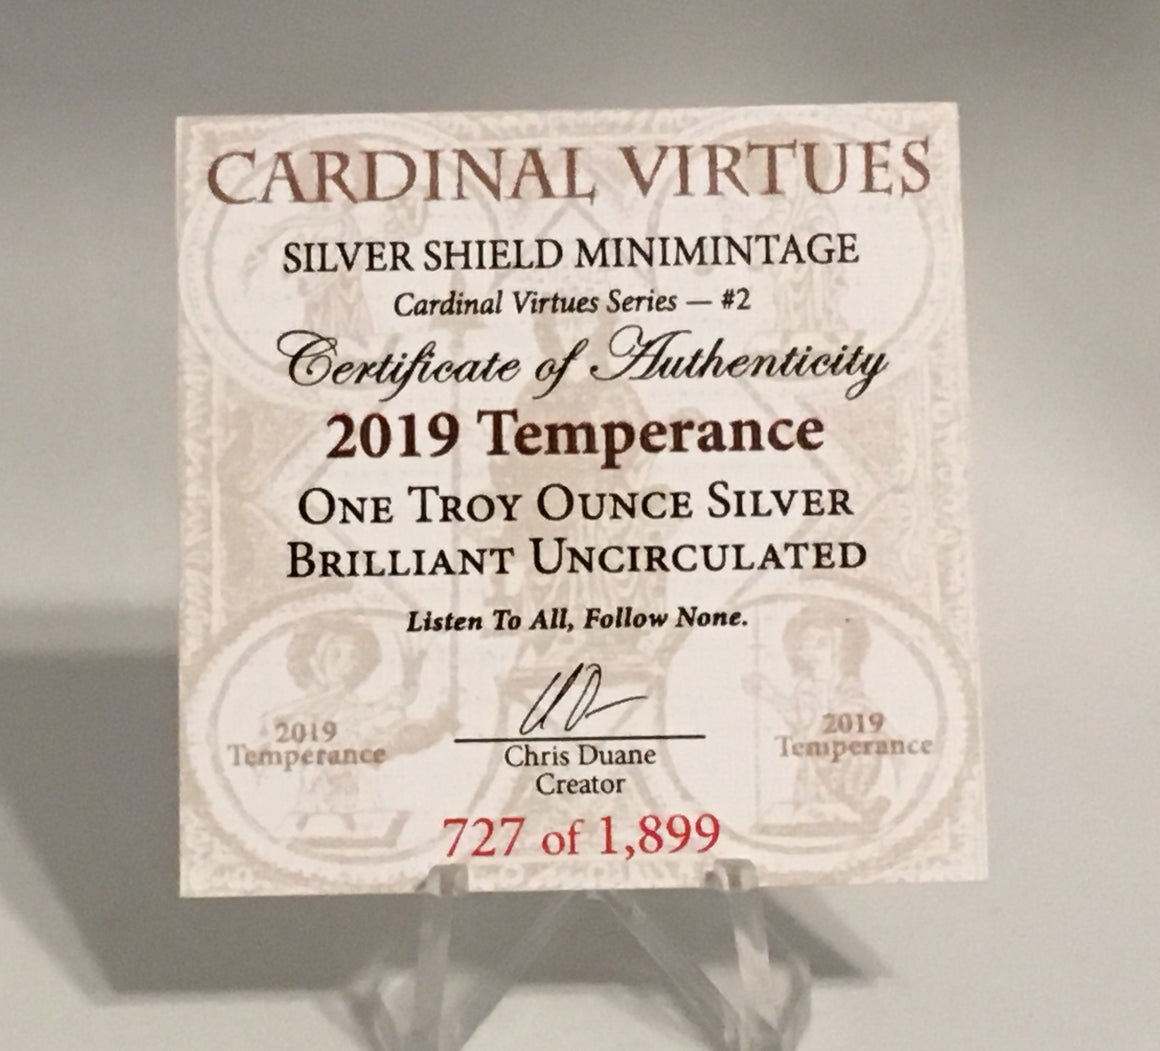 CARDINAL VIRTUES
SILVER SHIELD MINIMINTAGE
Cardinal Virtues Series — #2
Certificate of Authenticity
2019 Temperance
ONE TROY OUNCE SILVER
BRILLIANT UNCIRCULATED
Listen To All, Follow None.
2019
Temperance
2019
Temperance
Chris Duane
Creator
727 of 1,899